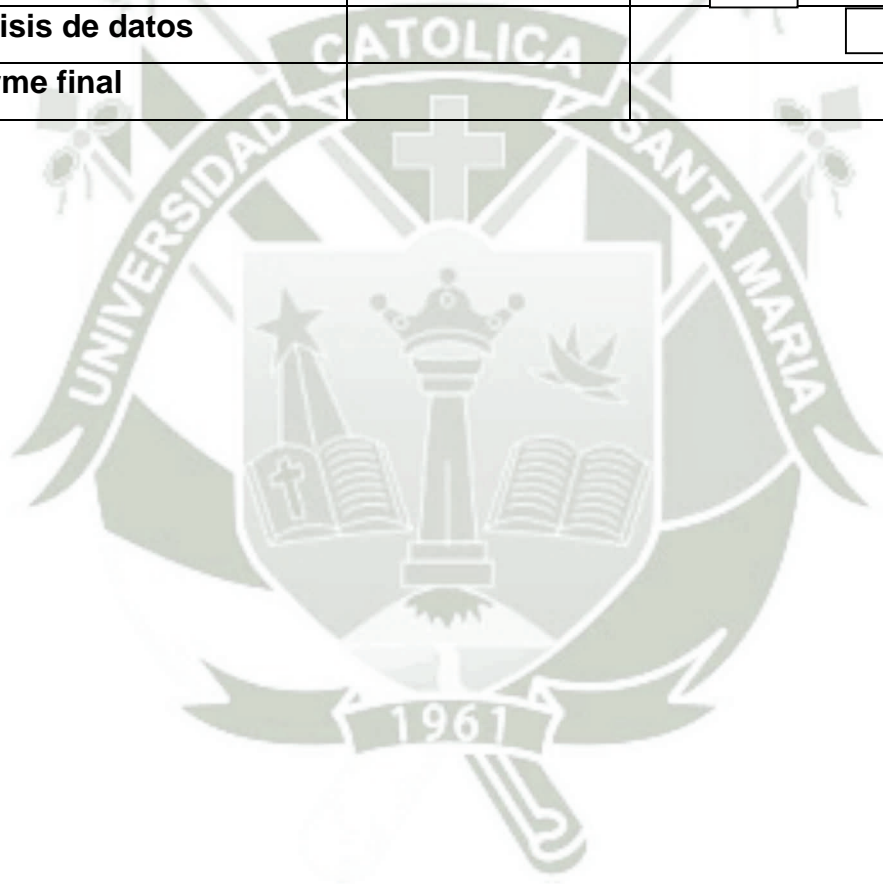 isis de datos
rme final
CATOLICA
UNIVERSIDAD
SANTA MARIA
1961